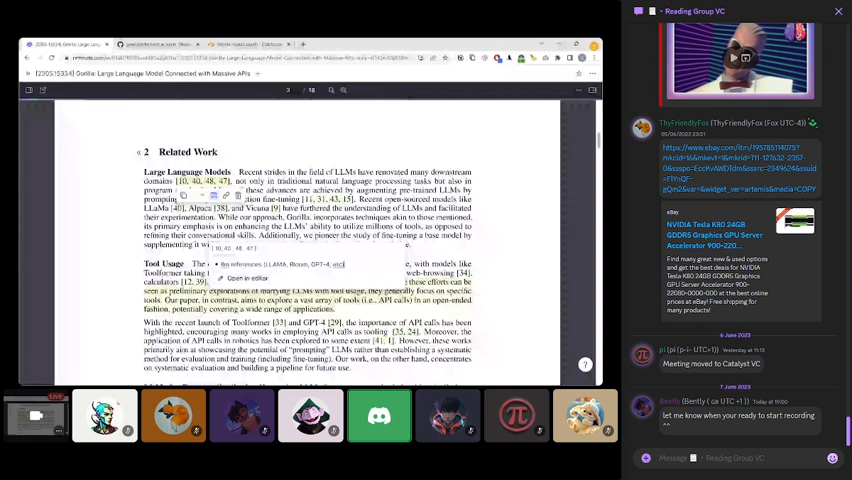 [2305.15334] Gorilla: Large Language Model Connected with Massive APIs
3 / 18
2 Related Work
Large Language Models Recent strides in the field of LLMs have renovated many downstream
domains [10, 40, 48, 47], not only in traditional natural language processing tasks but also in
these advances are achieved by augmenting pre-trained LLMs by
prompting
fine-tuning [11, 31, 43, 15]. Recent open-sourced models like
LLaMa [40], Alpaca [38], and Vicuna [9] have furthered the understanding of LLMs and facilitated
their experimentation. While our approach, Gorilla, incorporates techniques akin to those mentioned,
its primary emphasis is on enhancing the LLMs' ability to utilize millions of tools, as opposed to
refining their conversational skills. Additionally, we pioneer the study of fine-tuning a base model by
supplementing it
[ 10, 40 , 48 , 47 ]
Tool Usage The
, with models like
Toolformer taking
references (LLAMA, Bloom, GPT-4, etc)
web-browsing [34],
calculators [12, 39],
Open in editor
these efforts can be
seen as preliminary explorations of marrying LLMs with tool usage, they generally focus on specific
tools. Our paper, in contrast, aims to explore a vast array of tools (i.e., API calls) in an open-ended
fashion, potentially covering a wide range of applications.
With the recent launch of Toolformer [33] and GPT-4 [29], the importance of API calls has been
highlighted, encouraging many works in employing API calls as tooling [35, 24]. Moreover, the
application of API calls in robotics has been explored to some extent [41, 1]. However, these works
primarily aim at showcasing the potential of "prompting" LLMs rather than establishing a systematic
method for evaluation and training (including fine-tuning). Our work, on the other hand, concentrates
on systematic evaluation and building a pipeline for future use.
LIVE
Reading Group VC
ThyFriendlyFox (Fox UTC-4))
05/06/2023 23:51
https://www.ebay.com/itm/195785114075?
eBay
NVIDIA Tesla K80 24GB
GDDR5 Graphics GPU Server
Accelerator 900-220...
Find many great new & used options
and get the best deals for NVIDIA
Tesla K80 24GB GDDR5 Graphics
GPU Server Accelerator 900-
22080-0000-000 at the best online
prices at eBay! Free shipping for
many products!
6 June 2023
pi (pi (p-i- UTC+1)) Yesterday at 11:13
Meeting moved to Catalyst VC
7 June 2023
Bently (Bently ( ca UTC +1 )) Today at 19:00
let me know when your ready to start recording
^^
Message
Reading Group VC